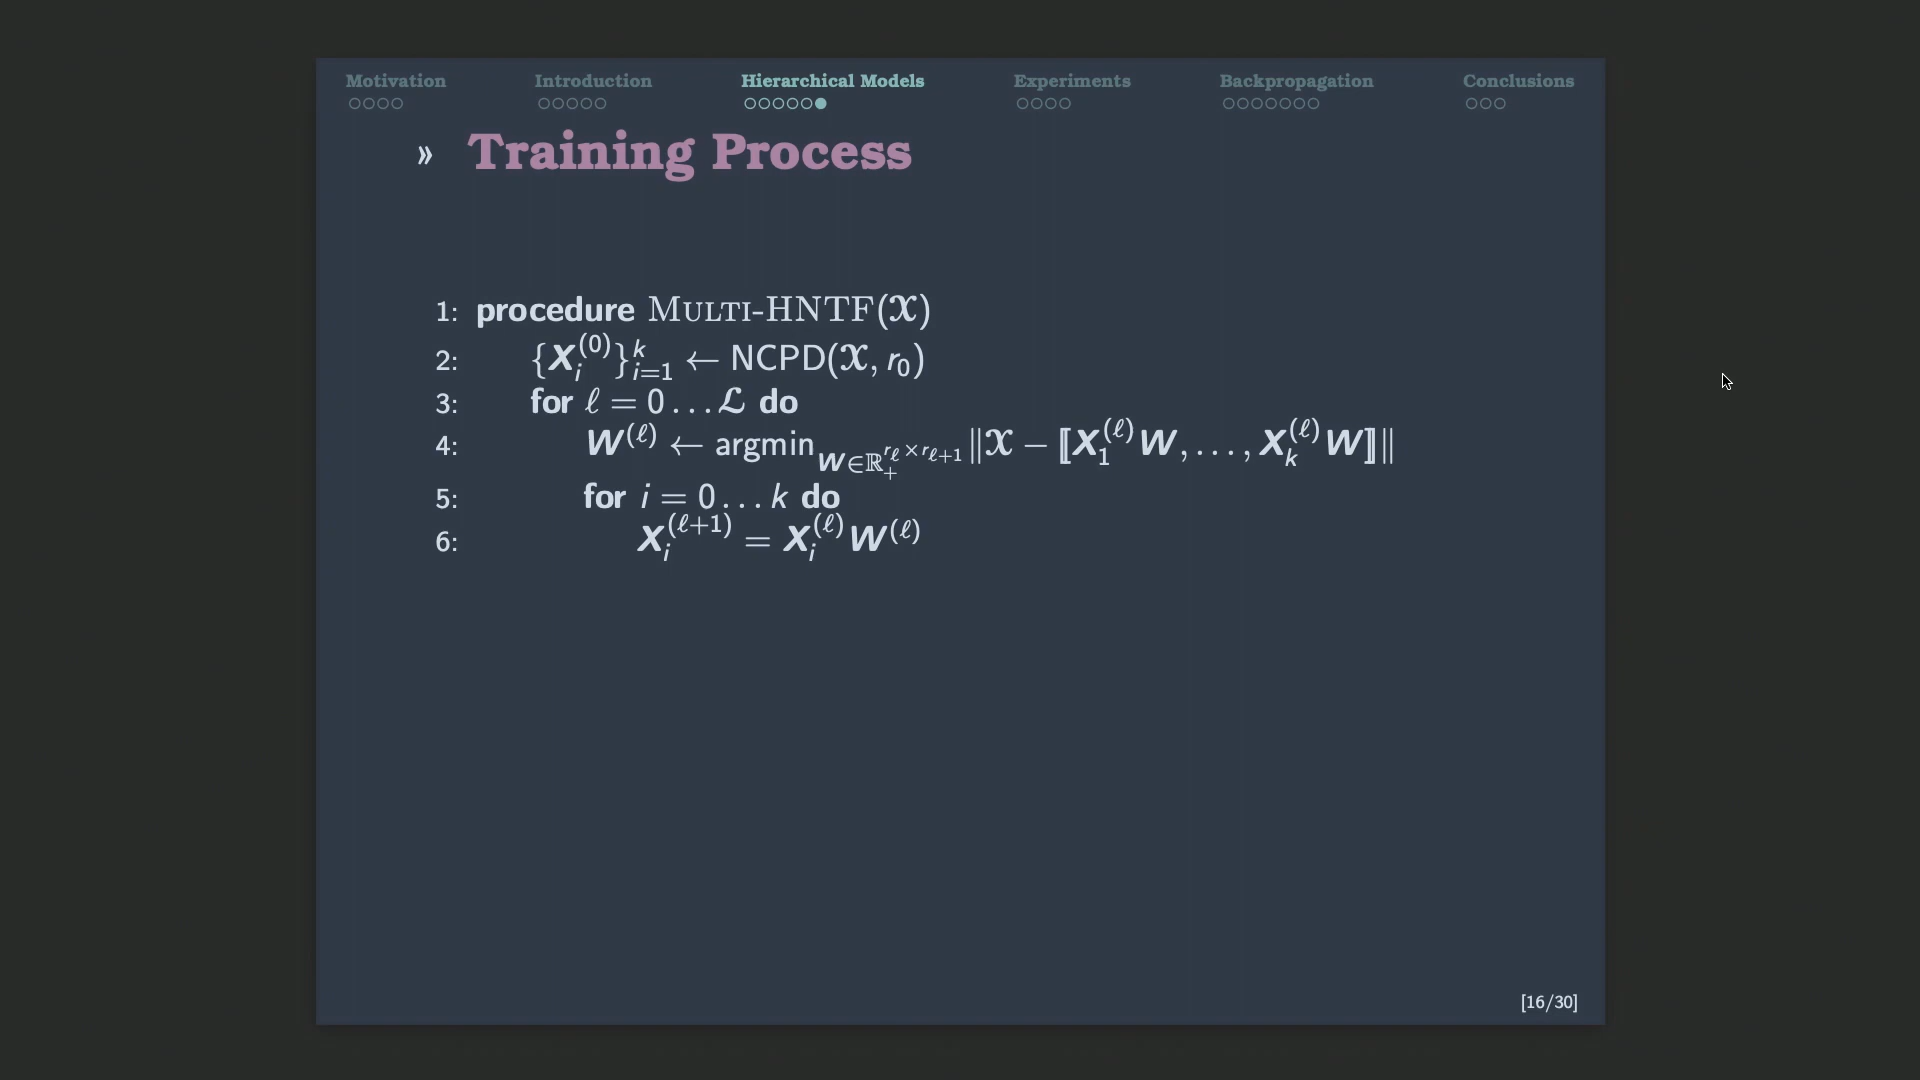 Motivation Introduction Hierarchical Models Experiments Backpropagation Conclusions
» Training Process
1: procedure MULTI-HNTF(𝒳)
2: {X_i^(0)}_{i=1}^k ← NCPD(𝒳, r_0)
3: for ℓ = 0 … ℒ do
4: W^(ℓ) ← argmin_{W∈ℝ_+^{r_ℓ×r_{ℓ+1}}} ‖𝒳 − ⟦X_1^(ℓ) W, …, X_k^(ℓ) W⟧‖
5: for i = 0 … k do
6: X_i^(ℓ+1) = X_i^(ℓ) W^(ℓ)
[16/30]